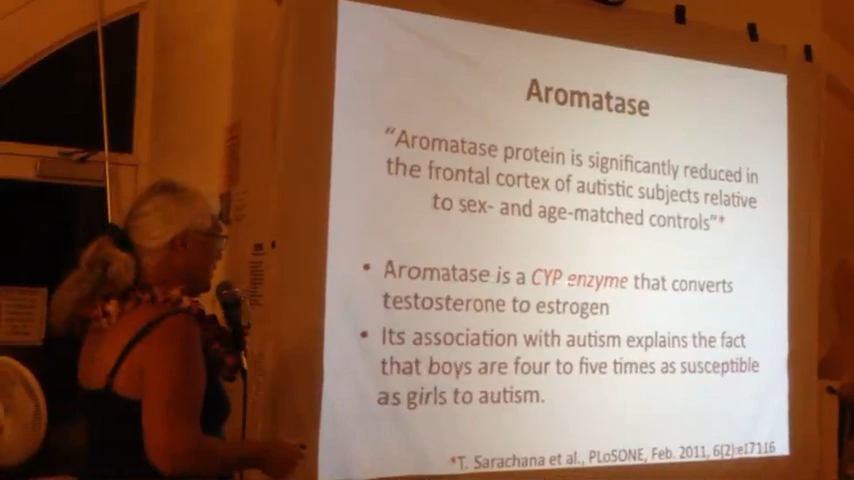 Aromatase
“Aromatase protein is significantly reduced in
the frontal cortex of autistic subjects relative
to sex- and age-matched controls”*
• Aromatase is a CYP enzyme that converts
testosterone to estrogen
• Its association with autism explains the fact
that boys are four to five times as susceptible
as girls to autism.
*T. Sarachana et al., PLoSONE, Feb. 2011, 6(2):e17116